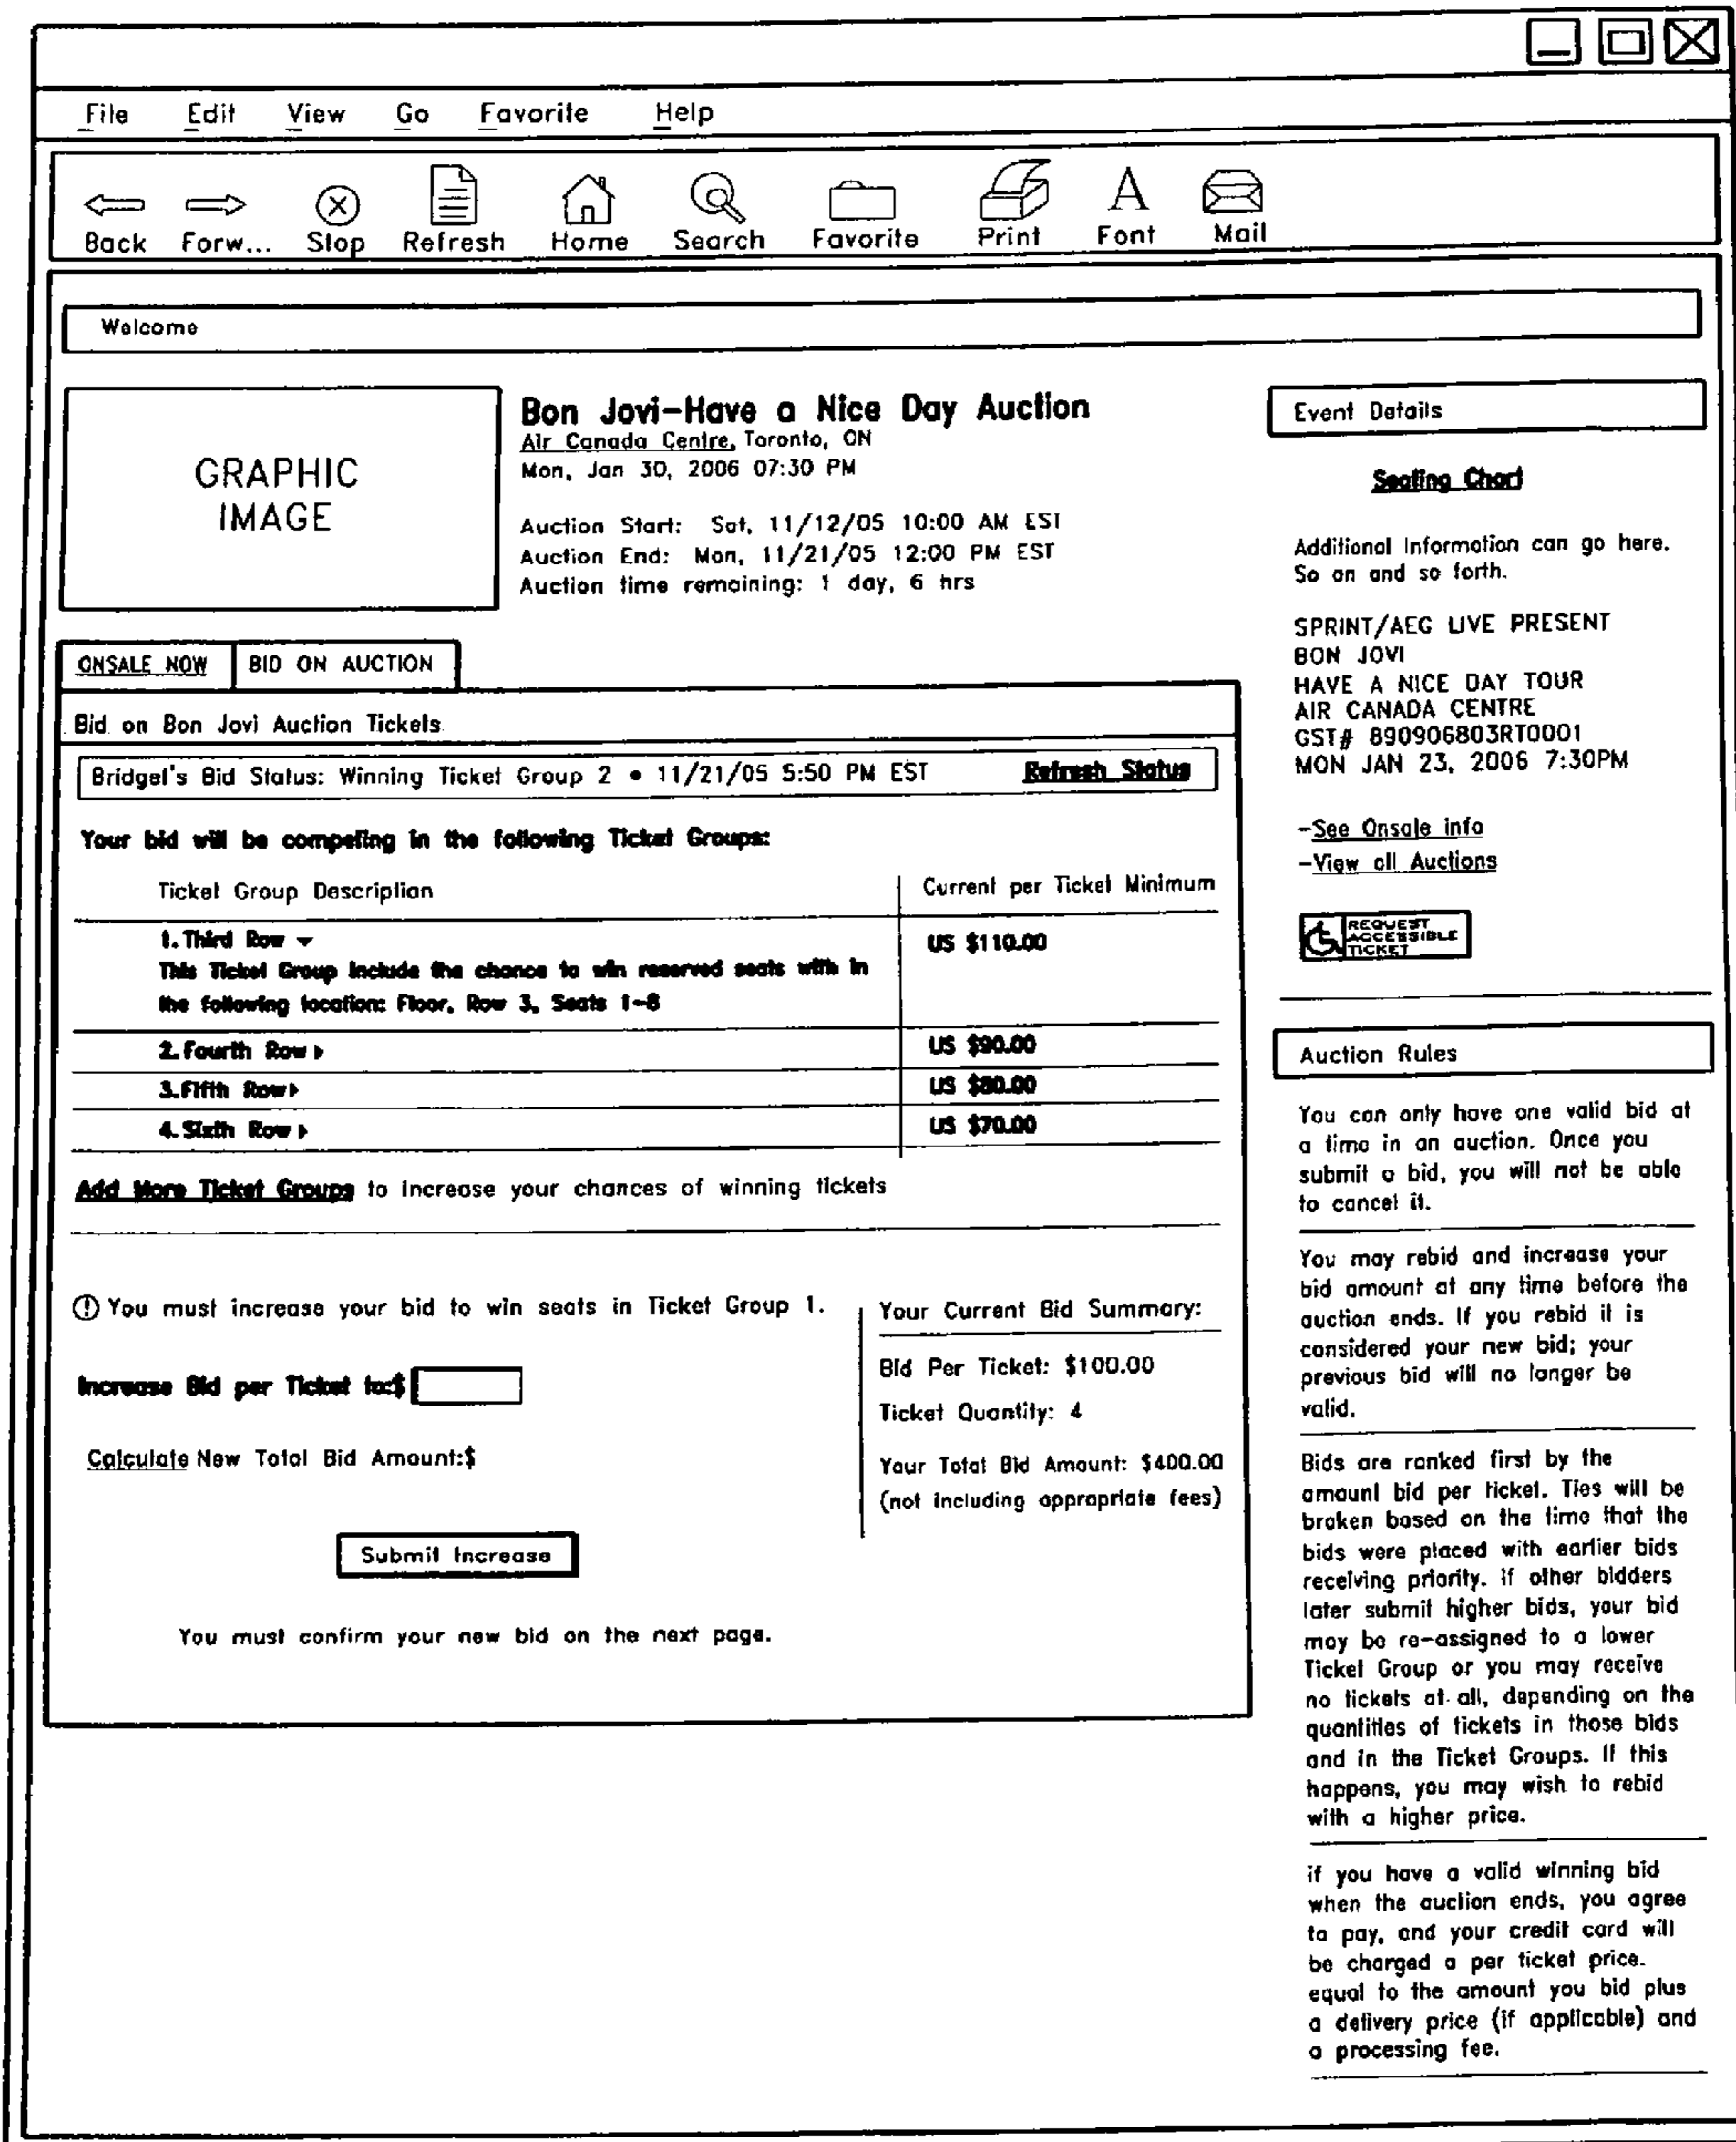 File Edit View Go Favorite Help
Back Forw... Stop Refresh Home Search Favorite Print Font Mail
Welcome
GRAPHIC
IMAGE
Bon Jovi-Have a Nice Day Auction
Air Canada Centre, Toronto, ON
Mon, Jan 30, 2006 07:30 PM
Auction Start: Sat, 11/12/05 10:00 AM EST
Auction End: Mon, 11/21/05 12:00 PM EST
Auction time remaining: 1 day, 6 hrs
ONSALE NOW BID ON AUCTION
Bid on Bon Jovi Auction Tickets
Bridgel's Bid Status: Winning Ticket Group 2 • 11/21/05 5:50 PM EST Refresh Status
Your bid will be competing in the following Ticket Groups:
Ticket Group Description Current per Ticket Minimum
1. Third Row US $110.00
This Ticket Group include the chance to win reserved seats with in
the following location: Floor, Row 3, Seats 1-8
2. Fourth Row US $90.00
3. Fifth Row US $80.00
4. Sixth Row US $70.00
Add More Ticket Groups to increase your chances of winning tickets
! You must increase your bid to win seats in Ticket Group 1.
Increase Bid per Ticket to:$
Calculate New Total Bid Amount:$
Submit Increase
You must confirm your new bid on the next page.
Your Current Bid Summary:
Bid Per Ticket: $100.00
Ticket Quantity: 4
Your Total Bid Amount: $400.00
(not including appropriate fees)
Event Details
Seating Chart
Additional Information can go here.
So on and so forth.
SPRINT/AEG LIVE PRESENT
BON JOVI
HAVE A NICE DAY TOUR
AIR CANADA CENTRE
GST# 890906803RT0001
MON JAN 23, 2006 7:30PM
-See Onsale info
-View all Auctions
REQUEST
ACCESSIBLE
TICKET
Auction Rules
You can only have one valid bid at
a time in an auction. Once you
submit a bid, you will not be able
to cancel it.
You may rebid and increase your
bid amount at any time before the
auction ends. If you rebid it is
considered your new bid; your
previous bid will no longer be
valid.
Bids are ranked first by the
amount bid per ticket. Ties will be
broken based on the time that the
bids were placed with earlier bids
receiving priority. If other bidders
later submit higher bids, your bid
may be re-assigned to a lower
Ticket Group or you may receive
no tickets at all, depending on the
quantities of tickets in those bids
and in the Ticket Groups. If this
happens, you may wish to rebid
with a higher price.
if you have a valid winning bid
when the auction ends, you agree
to pay, and your credit card will
be charged a per ticket price
equal to the amount you bid plus
a delivery price (if applicable) and
a processing fee.